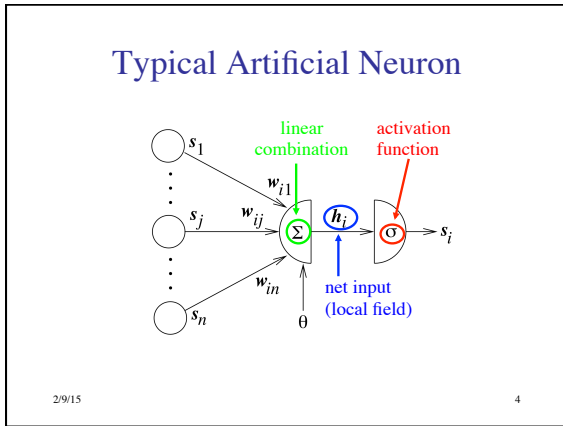 Typical Artificial Neuron
linear
combination
activation
function
s1
wi1
sj
wij
Σ
hi
σ
si
win
net input
(local field)
sn
θ
2/9/15
4